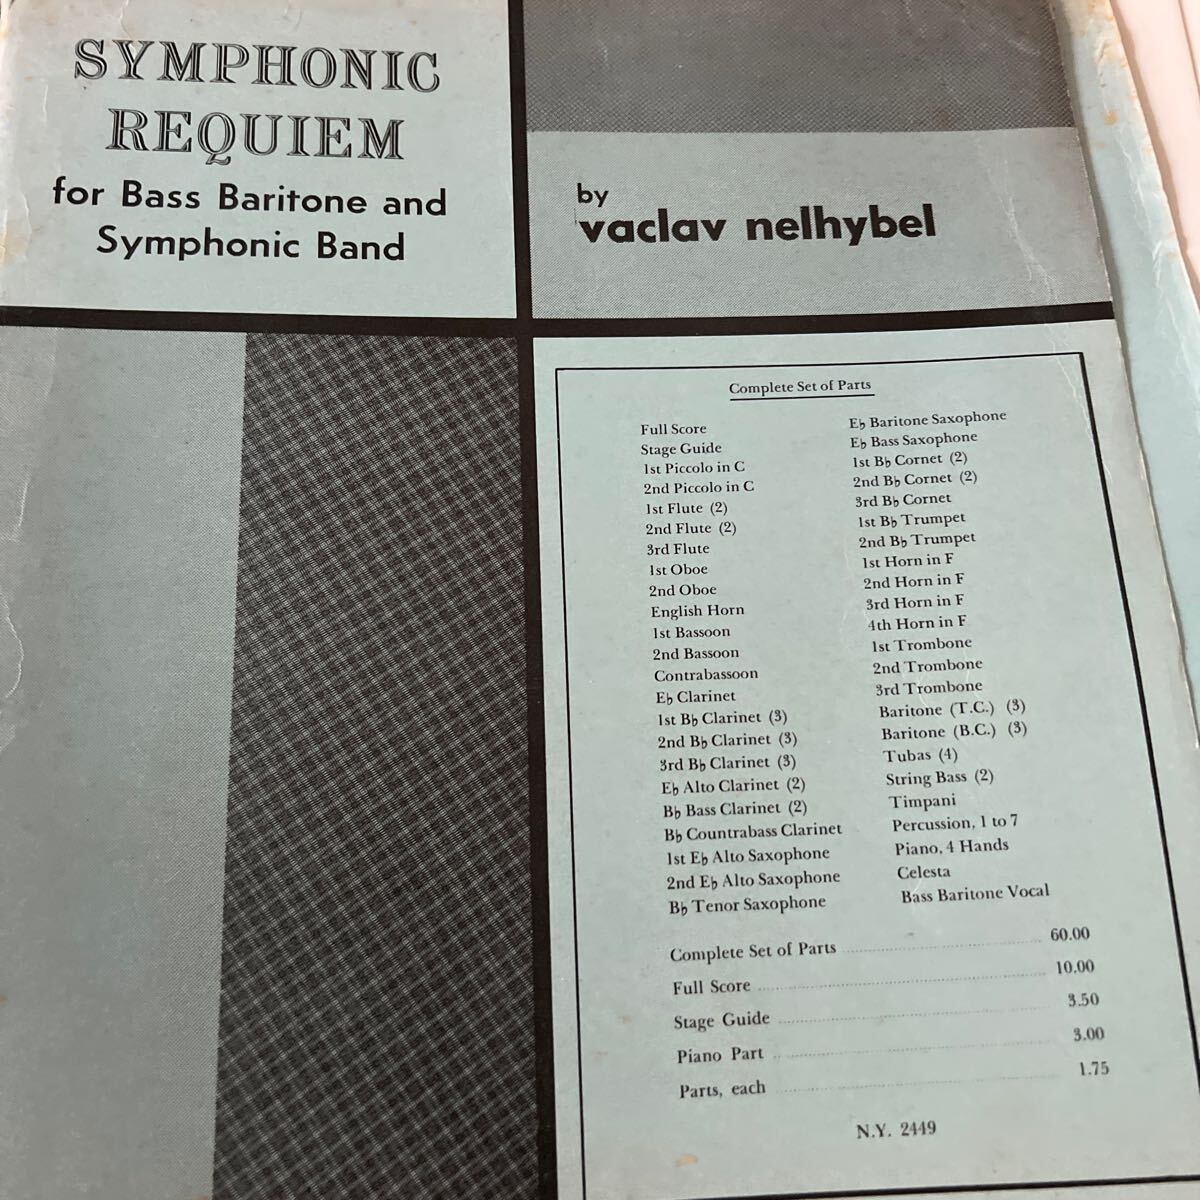 SYMPHONIC
REQUIEM
for Bass Baritone and
Symphonic Band
by
vaclav nelhybel
Complete Set of Parts
Full Score
Stage Guide
1st Piccolo in C
2nd Piccolo in C
1st Flute (2)
2nd Flute (2)
3rd Flute
1st Oboe
2nd Oboe
English Horn
1st Bassoon
2nd Bassoon
Contrabassoon
E♭ Clarinet
1st B♭ Clarinet (3)
2nd B♭ Clarinet (3)
3rd B♭ Clarinet (3)
E♭ Alto Clarinet (2)
B♭ Bass Clarinet (2)
B♭ Countrabass Clarinet
1st E♭ Alto Saxophone
2nd E♭ Alto Saxophone
B♭ Tenor Saxophone
E♭ Baritone Saxophone
E♭ Bass Saxophone
1st B♭ Cornet (2)
2nd B♭ Cornet (2)
3rd B♭ Cornet
1st B♭ Trumpet
2nd B♭ Trumpet
1st Horn in F
2nd Horn in F
3rd Horn in F
4th Horn in F
1st Trombone
2nd Trombone
3rd Trombone
Baritone (T.C.) (3)
Baritone (B.C.) (3)
Tubas (4)
String Bass (2)
Timpani
Percussion, 1 to 7
Piano, 4 Hands
Celesta
Bass Baritone Vocal
Complete Set of Parts 60.00
Full Score 10.00
Stage Guide 3.50
Piano Part 3.00
Parts, each 1.75
N.Y. 2449